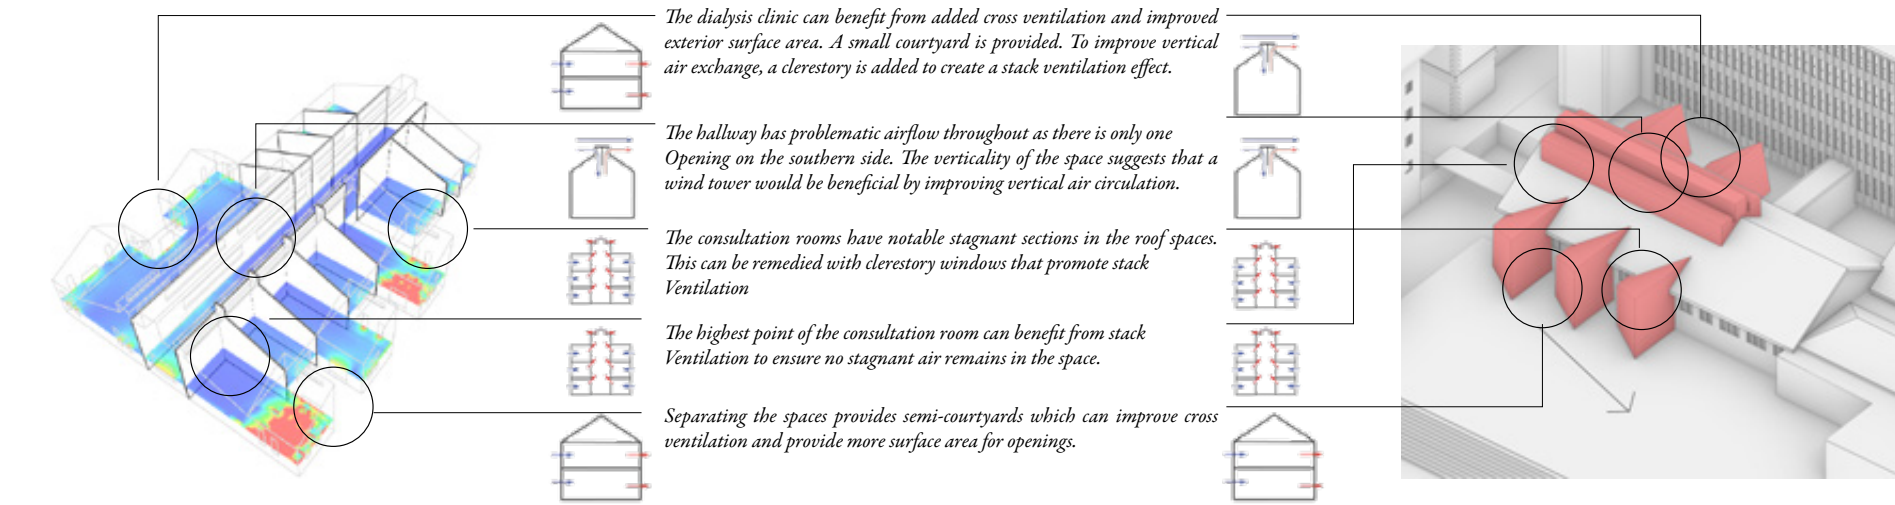 The dialysis clinic can benefit from added cross ventilation and improved
exterior surface area. A small courtyard is provided. To improve vertical
air exchange, a clerestory is added to create a stack ventilation effect.
The hallway has problematic airflow throughout as there is only one
Opening on the southern side. The verticality of the space suggests that a
wind tower would be beneficial by improving vertical air circulation.
The consultation rooms have notable stagnant sections in the roof spaces.
This can be remedied with clerestory windows that promote stack
Ventilation
The highest point of the consultation room can benefit from stack
Ventilation to ensure no stagnant air remains in the space.
Separating the spaces provides semi-courtyards which can improve cross
ventilation and provide more surface area for openings.